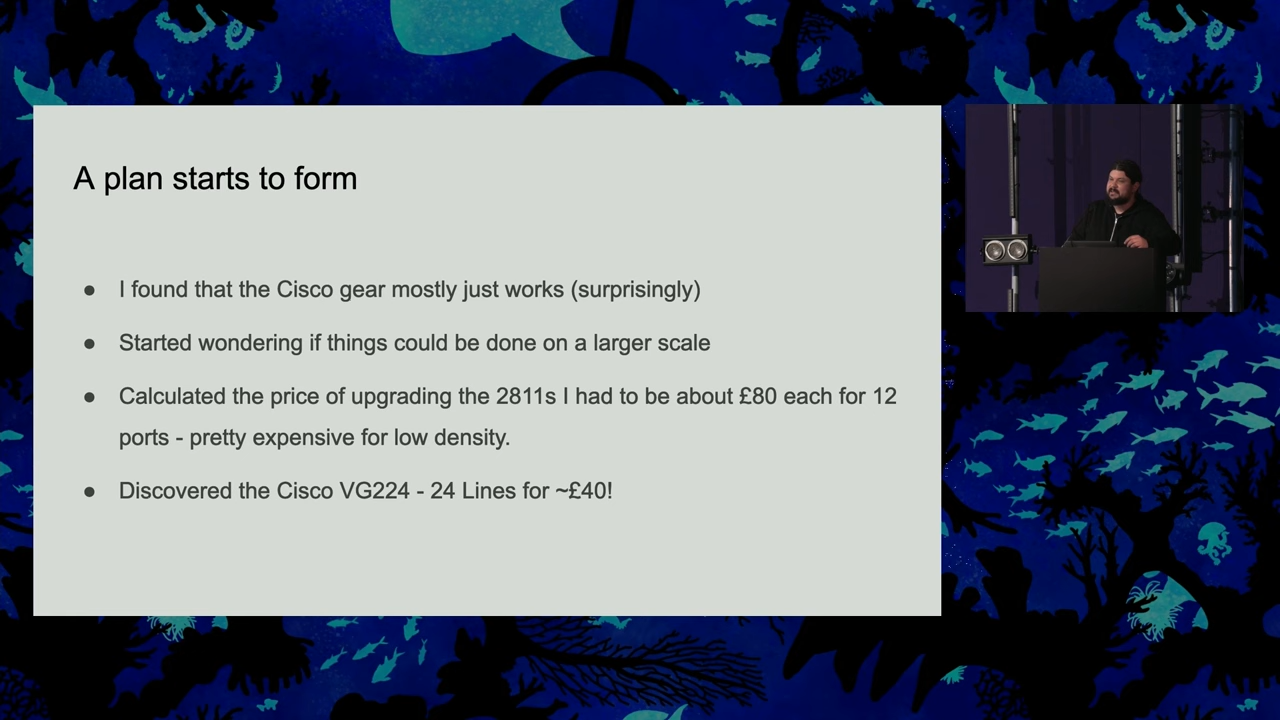 A plan starts to form
● I found that the Cisco gear mostly just works (surprisingly)
● Started wondering if things could be done on a larger scale
● Calculated the price of upgrading the 2811s I had to be about £80 each for 12
ports - pretty expensive for low density.
● Discovered the Cisco VG224 - 24 Lines for ~£40!